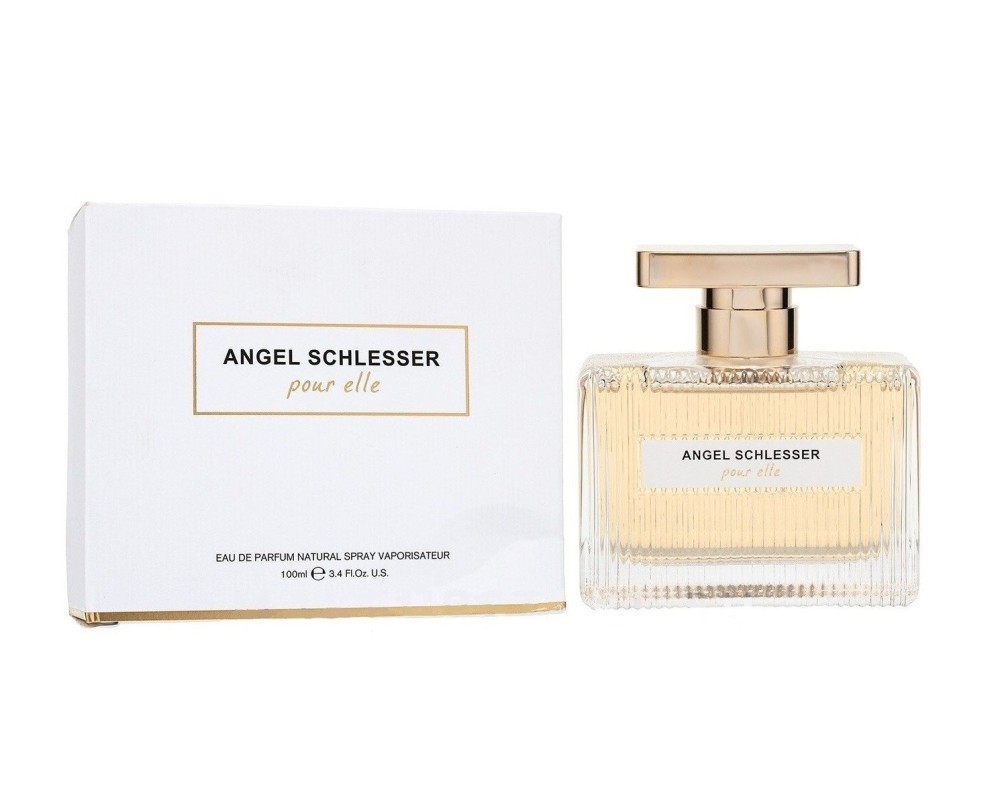 ANGEL SCHLESSER
pour elle
EAU DE PARFUM NATURAL SPRAY VAPORISATEUR
100ml ℮ 3.4 Fl.Oz. U.S.
ANGEL SCHLESSER
pour elle